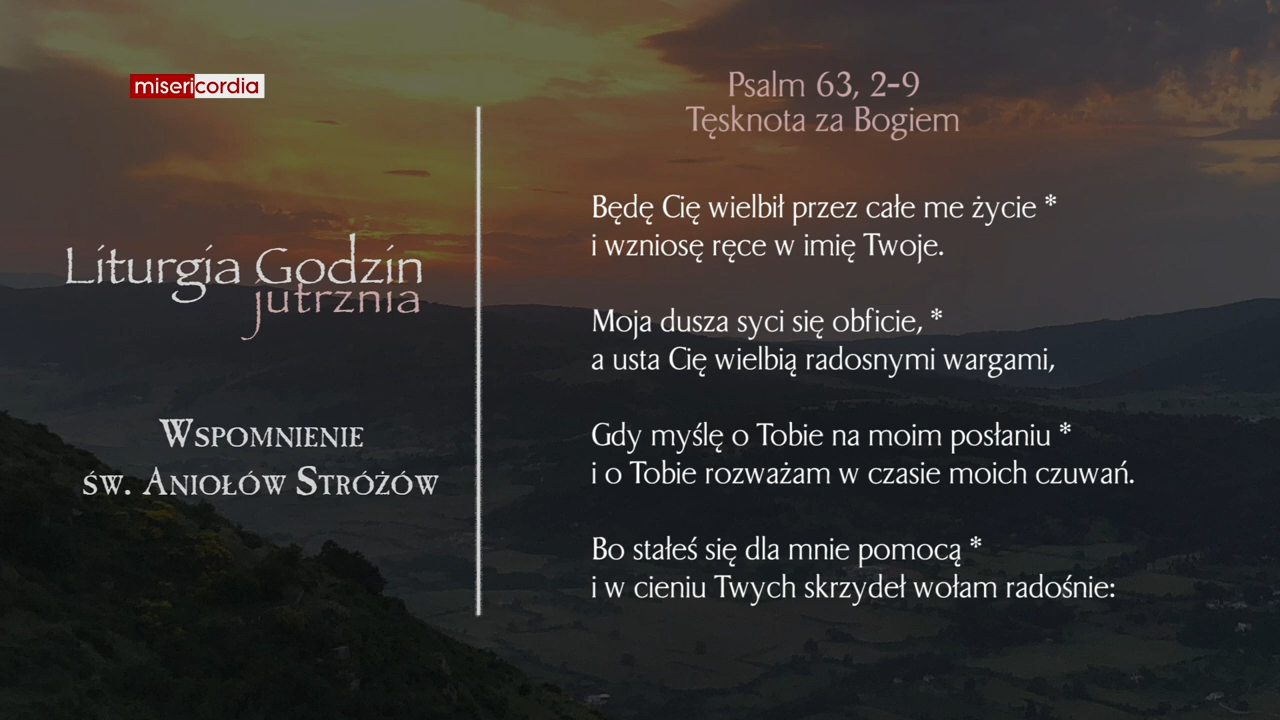 misericordia
Liturgia Godzin
jutrznia
Wspomnienie
św. Aniołów Stróżów
Psalm 63, 2-9
Tęsknota za Bogiem
Będę Cię wielbił przez całe me życie *
i wzniosę ręce w imię Twoje.
Moja dusza syci się obficie, *
a usta Cię wielbią radosnymi wargami,
Gdy myślę o Tobie na moim posłaniu *
i o Tobie rozważam w czasie moich czuwań.
Bo stałeś się dla mnie pomocą *
i w cieniu Twych skrzydeł wołam radośnie: